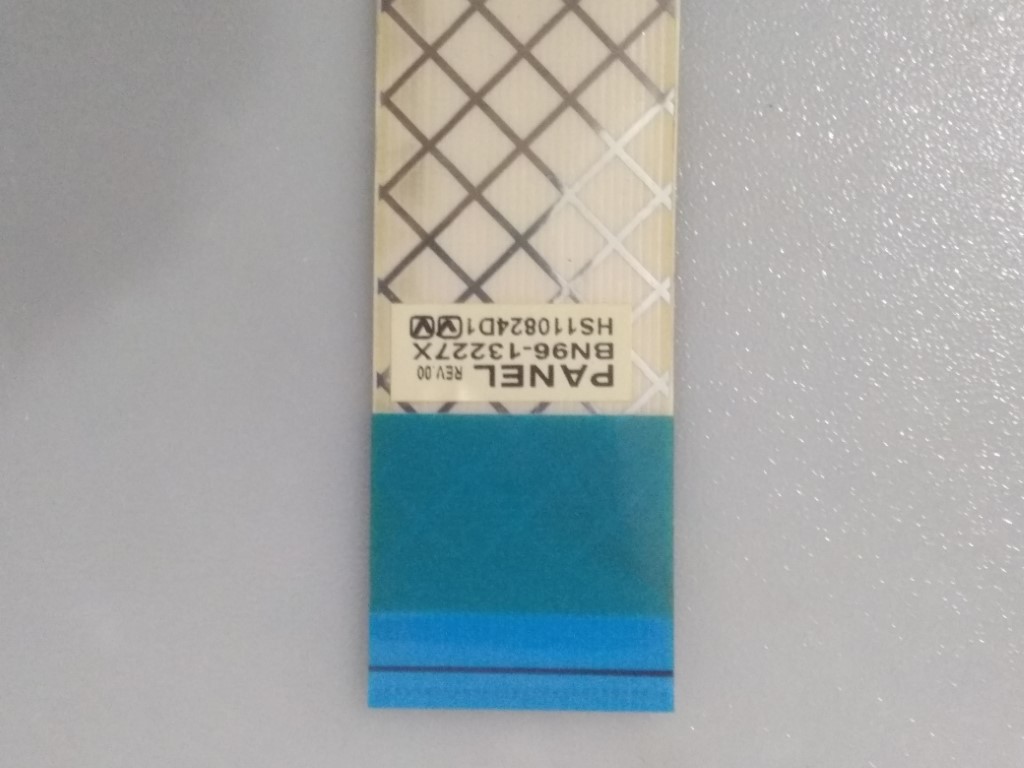 PANEL REV.00
BN96-13227X
HS110824D1